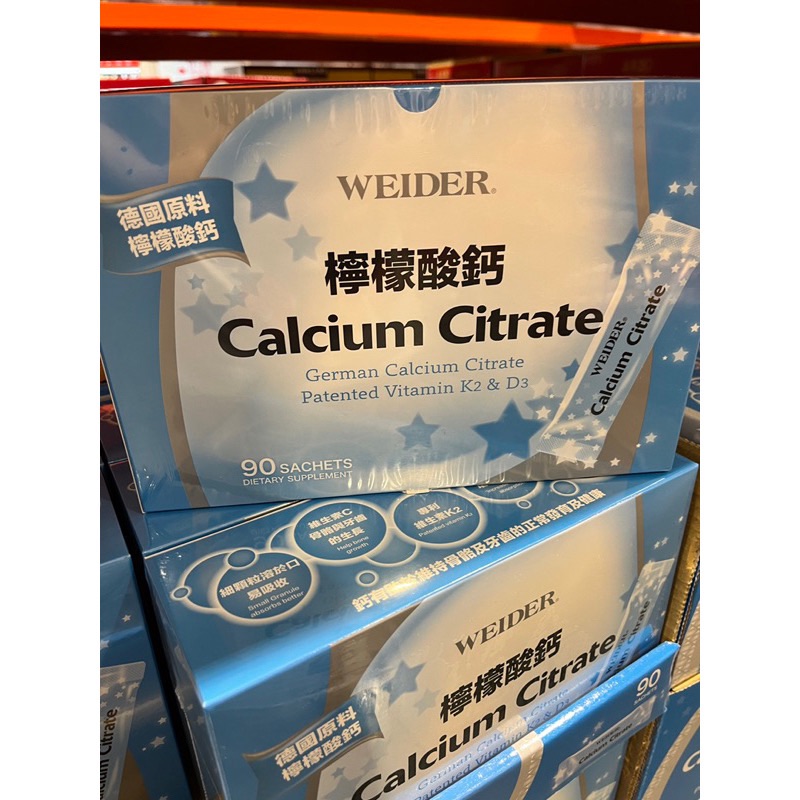 WEIDER®
德國原料
檸檬酸鈣
檸檬酸鈣
Calcium Citrate
German Calcium Citrate
Patented Vitamin K2 & D3
90 SACHETS
DIETARY SUPPLEMENT
WEIDER®
Calcium Citrate
維生素C
骨骼與牙齒
的生長
Help bone
growth
專利
維生素K2
Patented vitamin K2
細顆粒溶於口
易吸收
Small Granule
absorbs better
鈣有助於維持骨骼及牙齒的正常發育及健康
WEIDER
檸檬酸鈣
Calcium Citrate
德國原料
檸檬酸鈣
90
SACHETS
Calcium Citrate